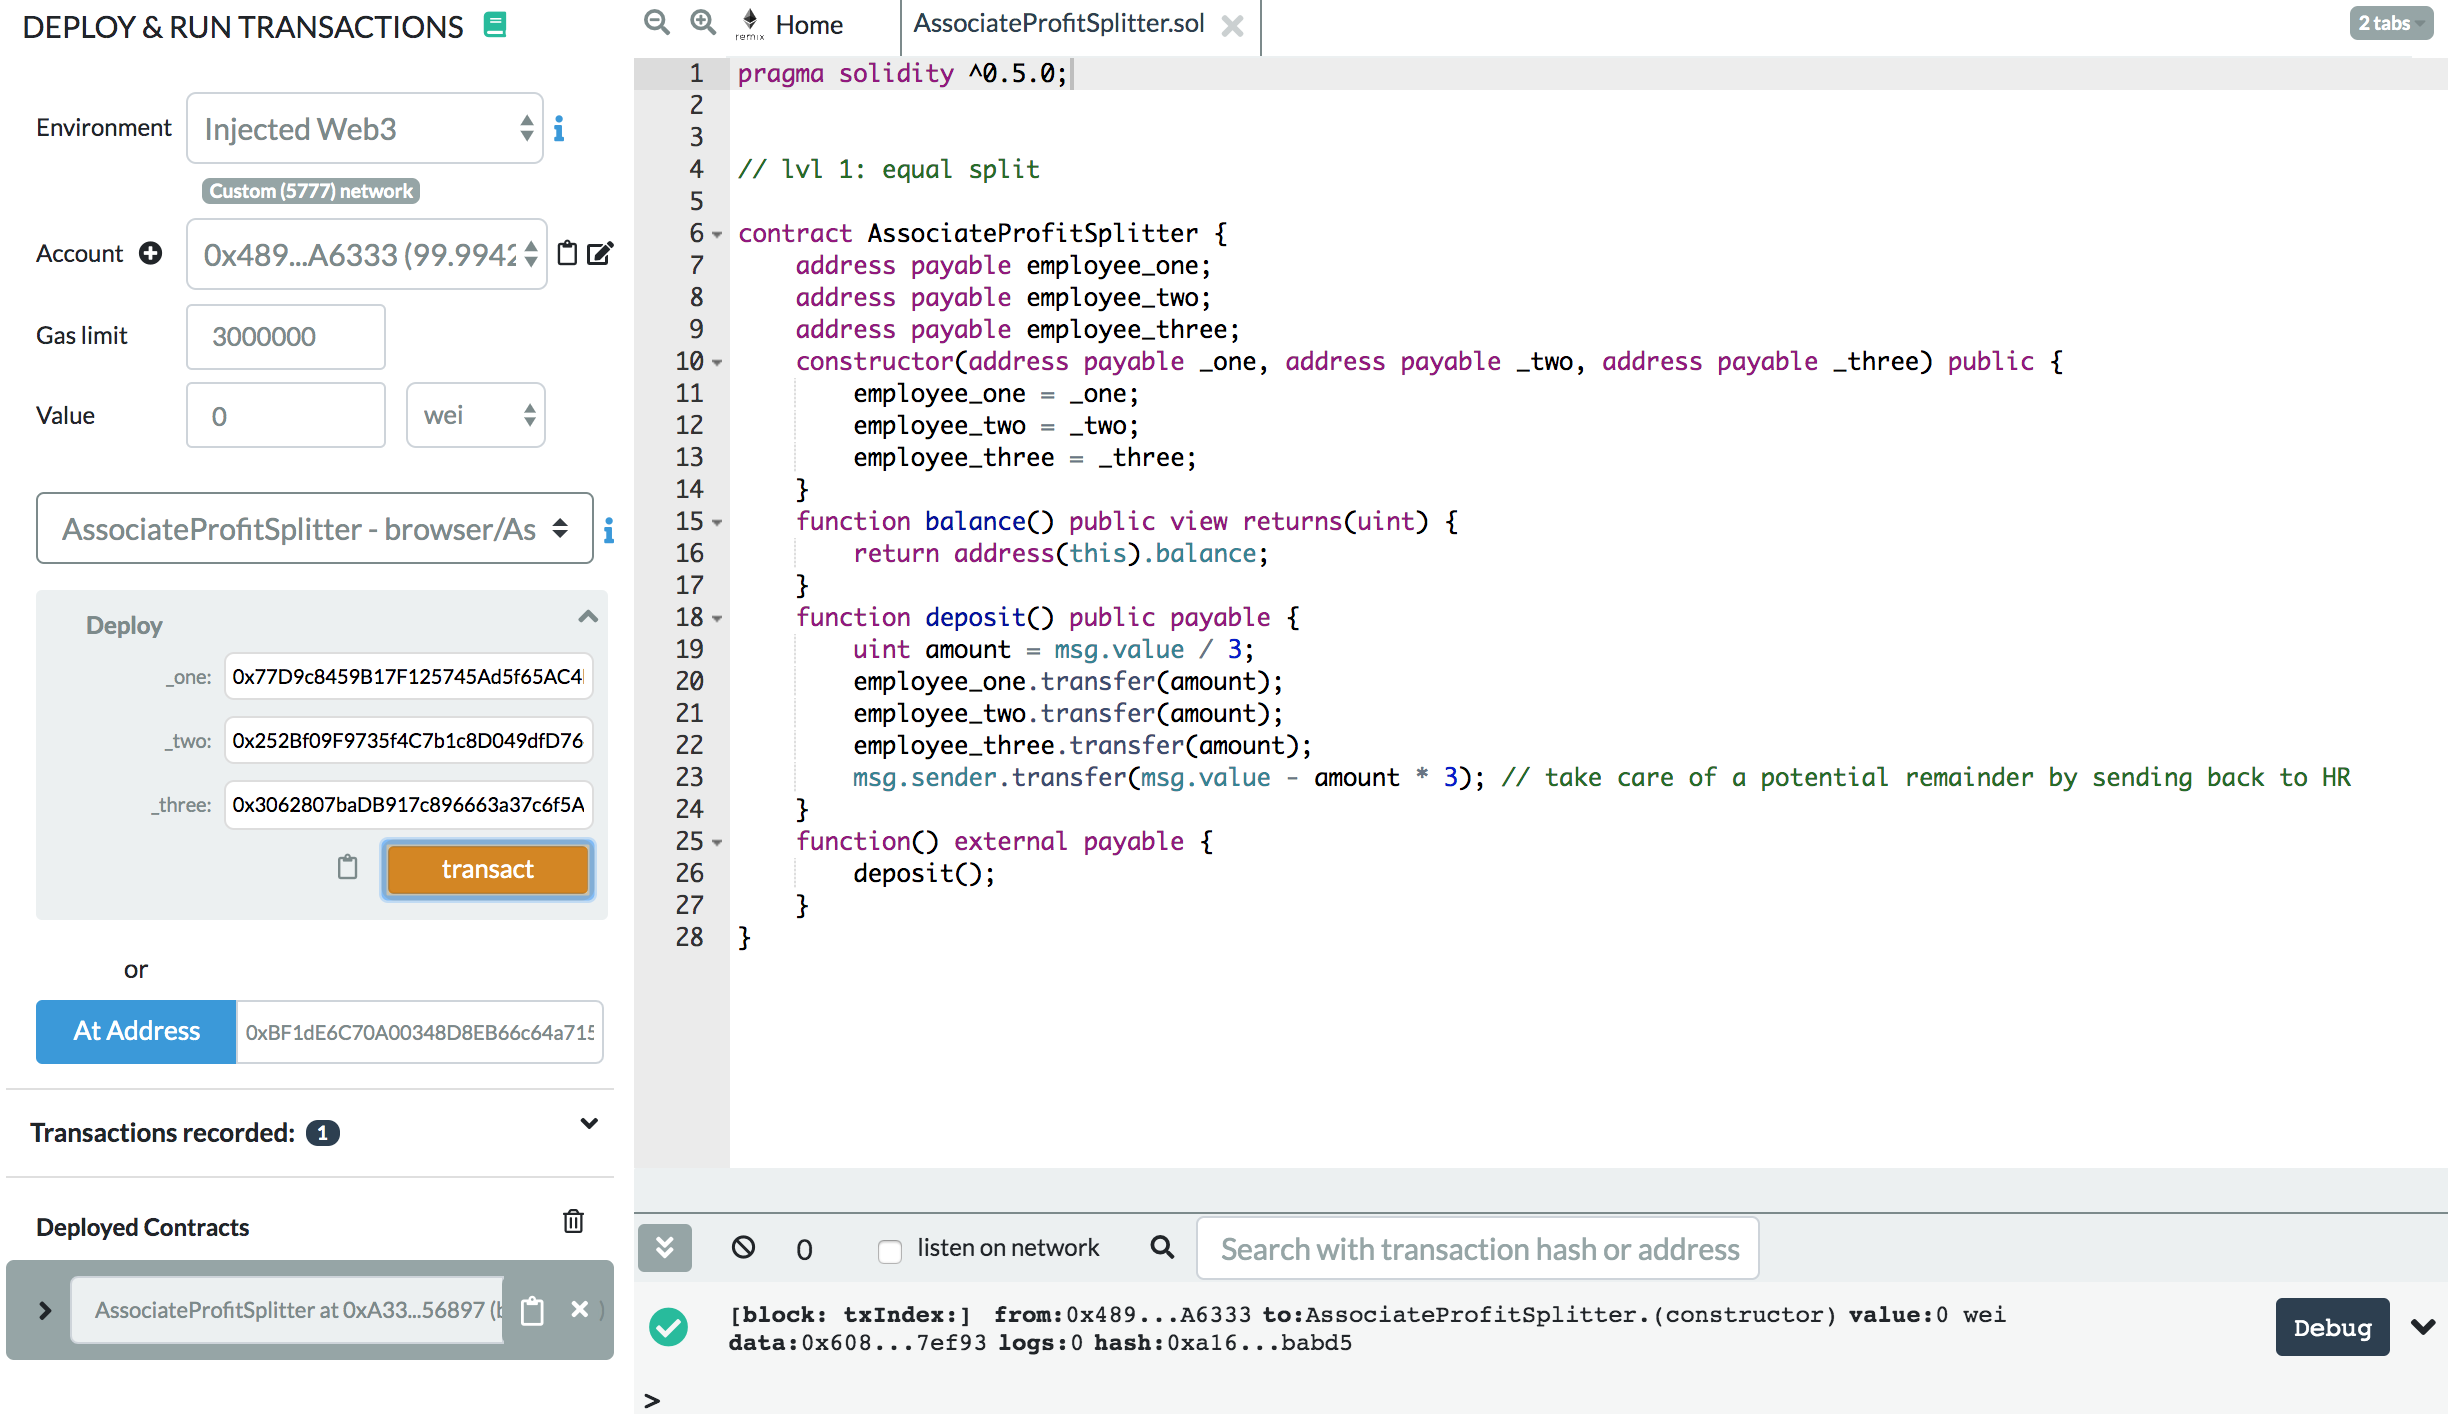 DEPLOY & RUN TRANSACTIONS
Environment
Injected Web3
Custom (5777) network
Account
0x489...A6333 (99.9942
Gas limit
3000000
Value
0
wei
AssociateProfitSplitter - browser/As
Deploy
_one:
0x77D9c8459B17F125745Ad5f65AC4
_two:
0x252Bf09F9735f4C7b1c8D049dfD76
_three:
0x3062807baDB917c896663a37c6f5A
transact
or
At Address
0xBF1dE6C70A00348D8EB66c64a715
Transactions recorded: 1
Deployed Contracts
AssociateProfitSplitter at 0xA33...56897 (b
)
remix
Home
AssociateProfitSplitter.sol
2 tabs
1 pragma solidity ^0.5.0;
2
3
4 // lvl 1: equal split
5
6 contract AssociateProfitSplitter {
7     address payable employee_one;
8     address payable employee_two;
9     address payable employee_three;
10     constructor(address payable _one, address payable _two, address payable _three) public {
11         employee_one = _one;
12         employee_two = _two;
13         employee_three = _three;
14     }
15     function balance() public view returns(uint) {
16         return address(this).balance;
17     }
18     function deposit() public payable {
19         uint amount = msg.value / 3;
20         employee_one.transfer(amount);
21         employee_two.transfer(amount);
22         employee_three.transfer(amount);
23         msg.sender.transfer(msg.value - amount * 3); // take care of a potential remainder by sending back to HR
24     }
25     function() external payable {
26         deposit();
27     }
28 }
0
listen on network
Search with transaction hash or address
[block: txIndex:] from:0x489...A6333 to:AssociateProfitSplitter.(constructor) value:0 wei
data:0x608...7ef93 logs:0 hash:0xa16...babd5
Debug
>